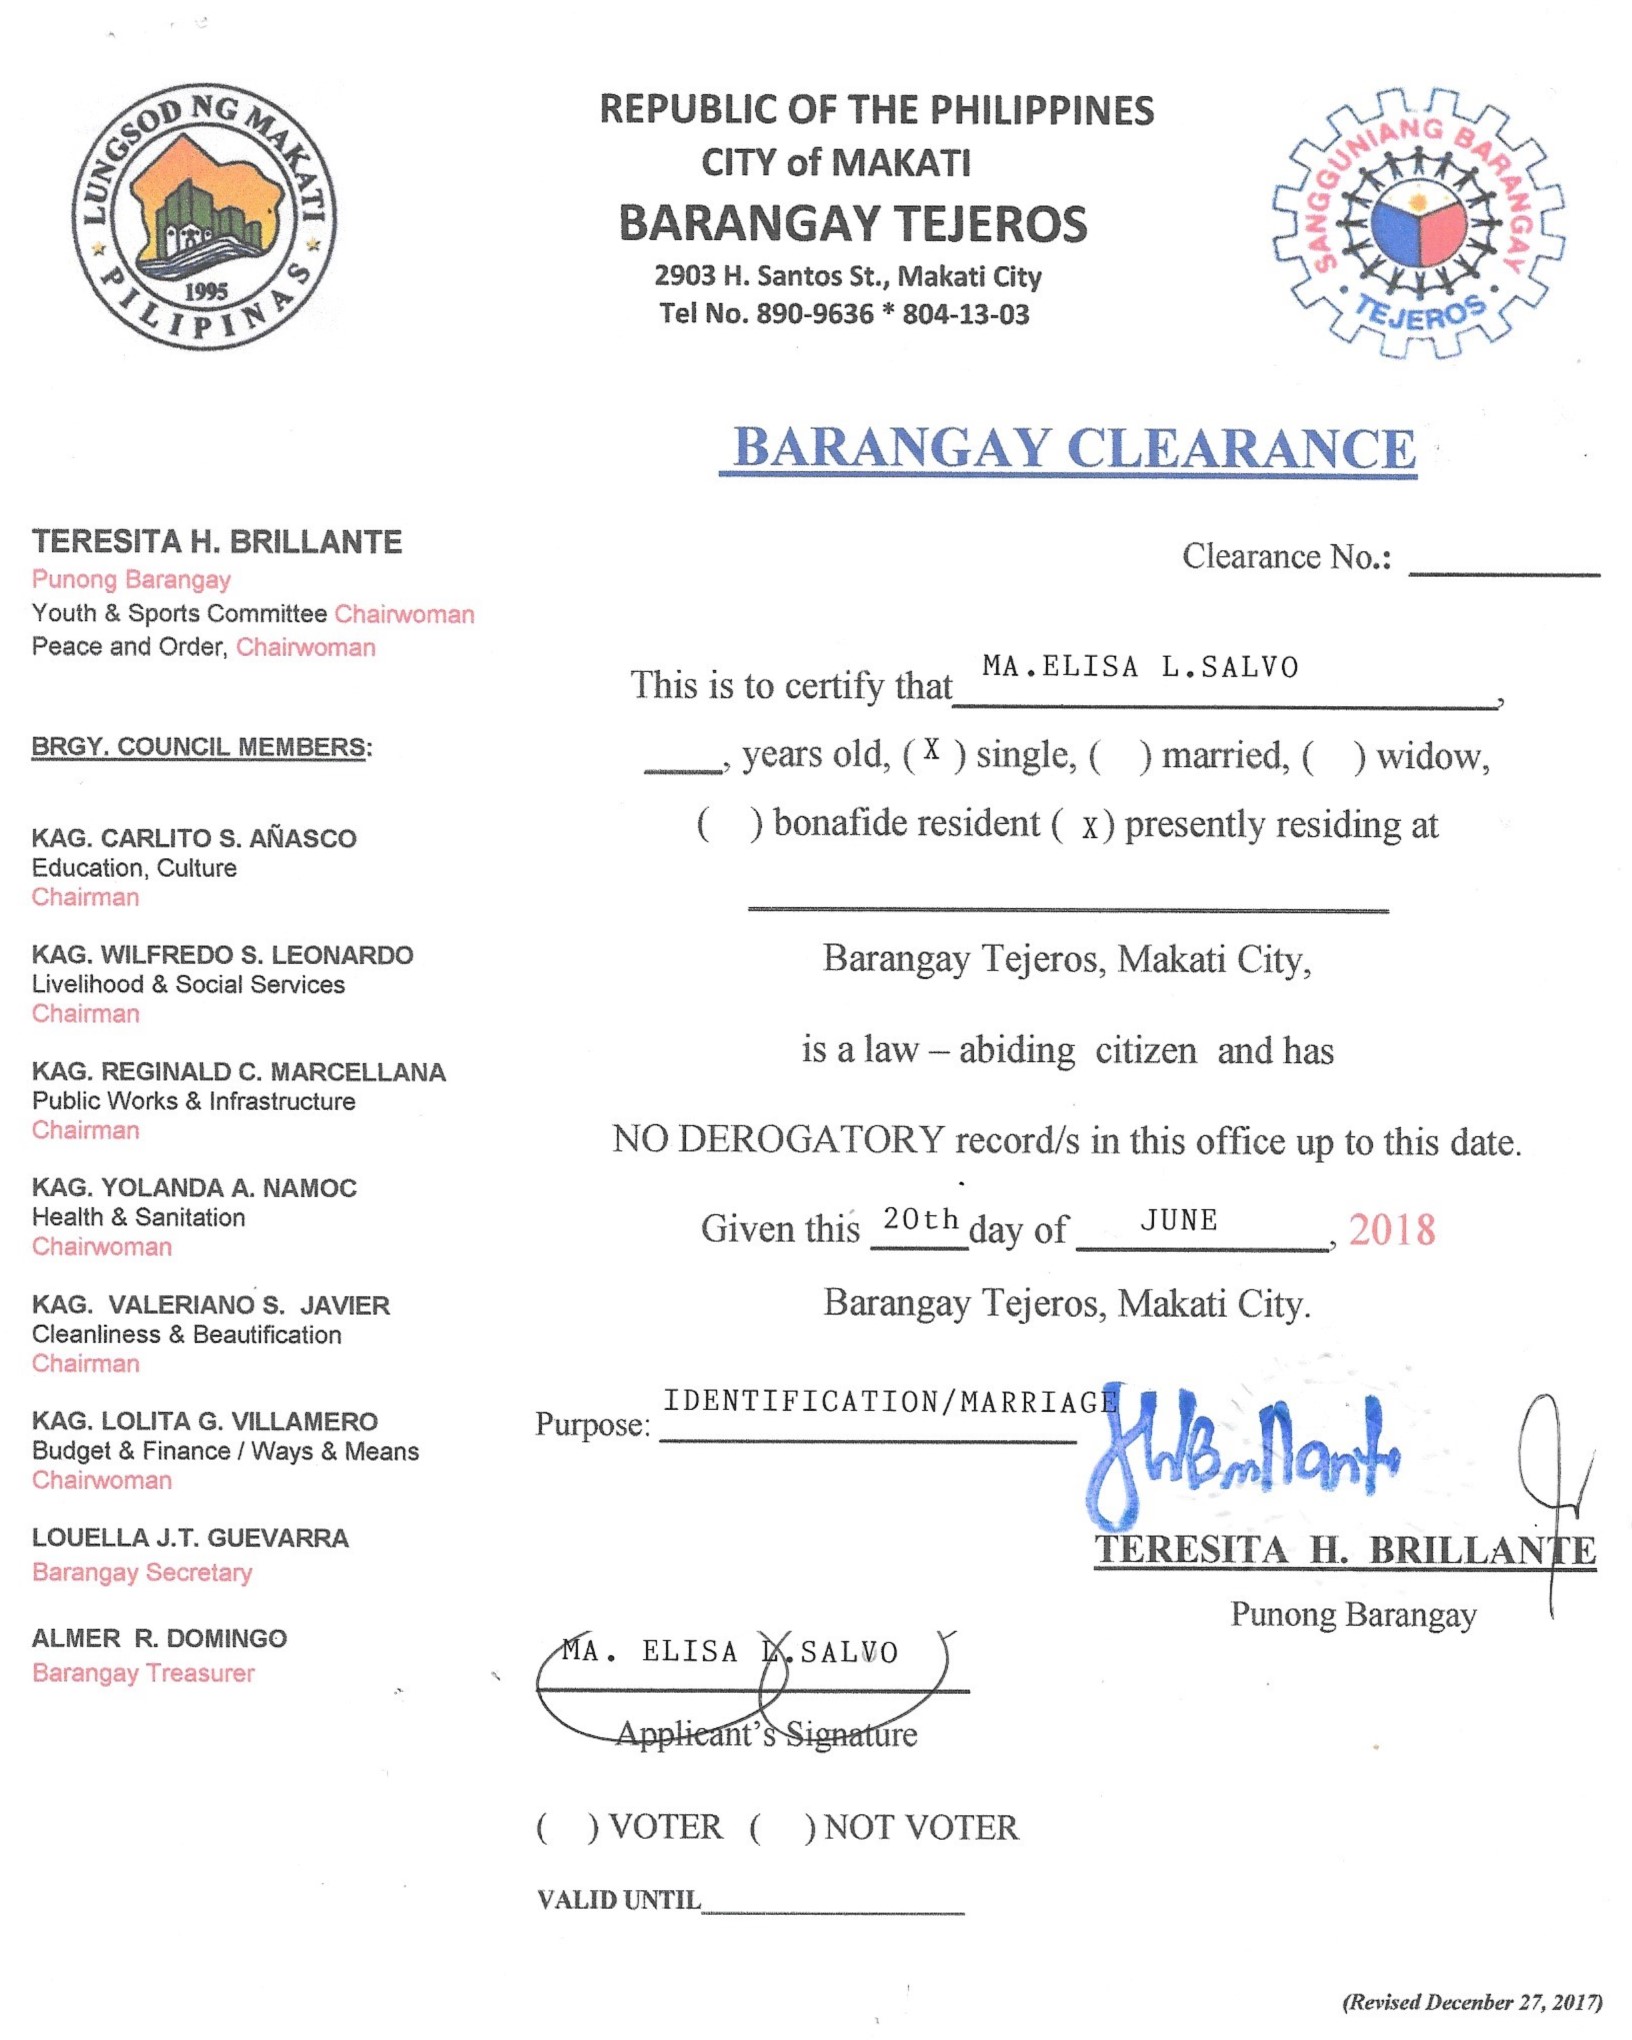 LUNGSOD NG MAKATI
1995
PILIPINAS
REPUBLIC OF THE PHILIPPINES
CITY of MAKATI
BARANGAY TEJEROS
2903 H. Santos St., Makati City
Tel No. 890-9636 * 804-13-03
SANGGUNIANG BARANGAY
TEJEROS
BARANGAY CLEARANCE
TERESITA H. BRILLANTE
Punong Barangay
Youth & Sports Committee Chairwoman
Peace and Order, Chairwoman
BRGY. COUNCIL MEMBERS:
KAG. CARLITO S. AÑASCO
Education, Culture
Chairman
KAG. WILFREDO S. LEONARDO
Livelihood & Social Services
Chairman
KAG. REGINALD C. MARCELLANA
Public Works & Infrastructure
Chairman
KAG. YOLANDA A. NAMOC
Health & Sanitation
Chairwoman
KAG. VALERIANO S. JAVIER
Cleanliness & Beautification
Chairman
KAG. LOLITA G. VILLAMERO
Budget & Finance / Ways & Means
Chairwoman
LOUELLA J.T. GUEVARRA
Barangay Secretary
ALMER R. DOMINGO
Barangay Treasurer
Clearance No.: ________
This is to certify that MA.ELISA L.SALVO,
____, years old, ( X ) single, ( ) married, ( ) widow,
( ) bonafide resident ( x ) presently residing at
Barangay Tejeros, Makati City,
is a law – abiding citizen and has
NO DEROGATORY record/s in this office up to this date.
Given this 20th day of JUNE, 2018
Barangay Tejeros, Makati City.
Purpose: IDENTIFICATION/MARRIAGE
TERESITA H. BRILLANTE
Punong Barangay
MA. ELISA L.SALVO
Applicant's Signature
( ) VOTER ( ) NOT VOTER
VALID UNTIL________
(Revised Decenber 27, 2017)